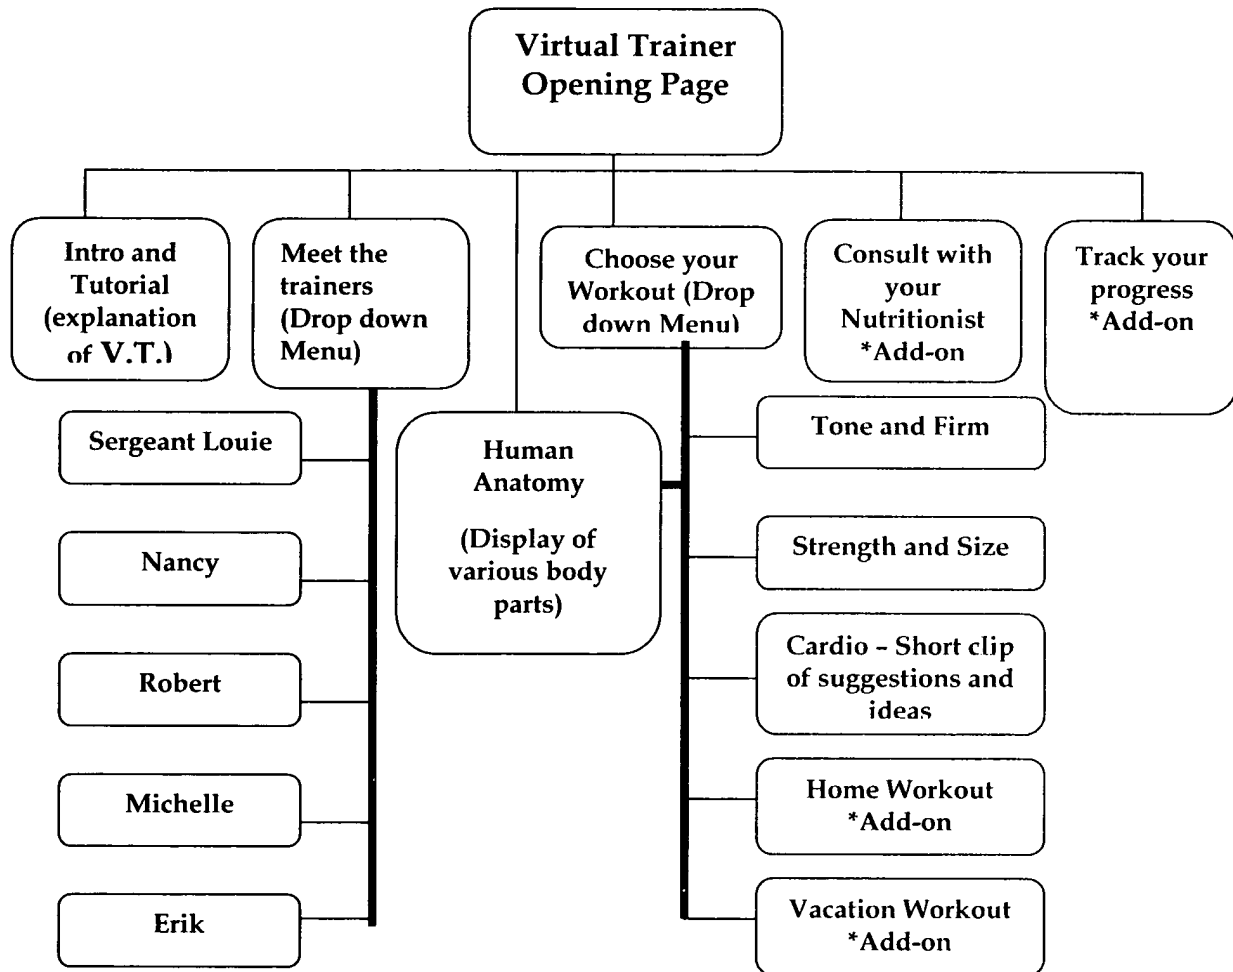 Virtual Trainer
Opening Page
Intro and
Tutorial
(explanation
of V.T.)
Meet the
trainers
(Drop down
Menu)
Choose your
Workout (Drop
down Menu)
Consult with
your
Nutritionist
*Add-on
Track your
progress
*Add-on
Sergeant Louie
Nancy
Robert
Michelle
Erik
Human
Anatomy
(Display of
various body
parts)
Tone and Firm
Strength and Size
Cardio – Short clip
of suggestions and
ideas
Home Workout
*Add-on
Vacation Workout
*Add-on